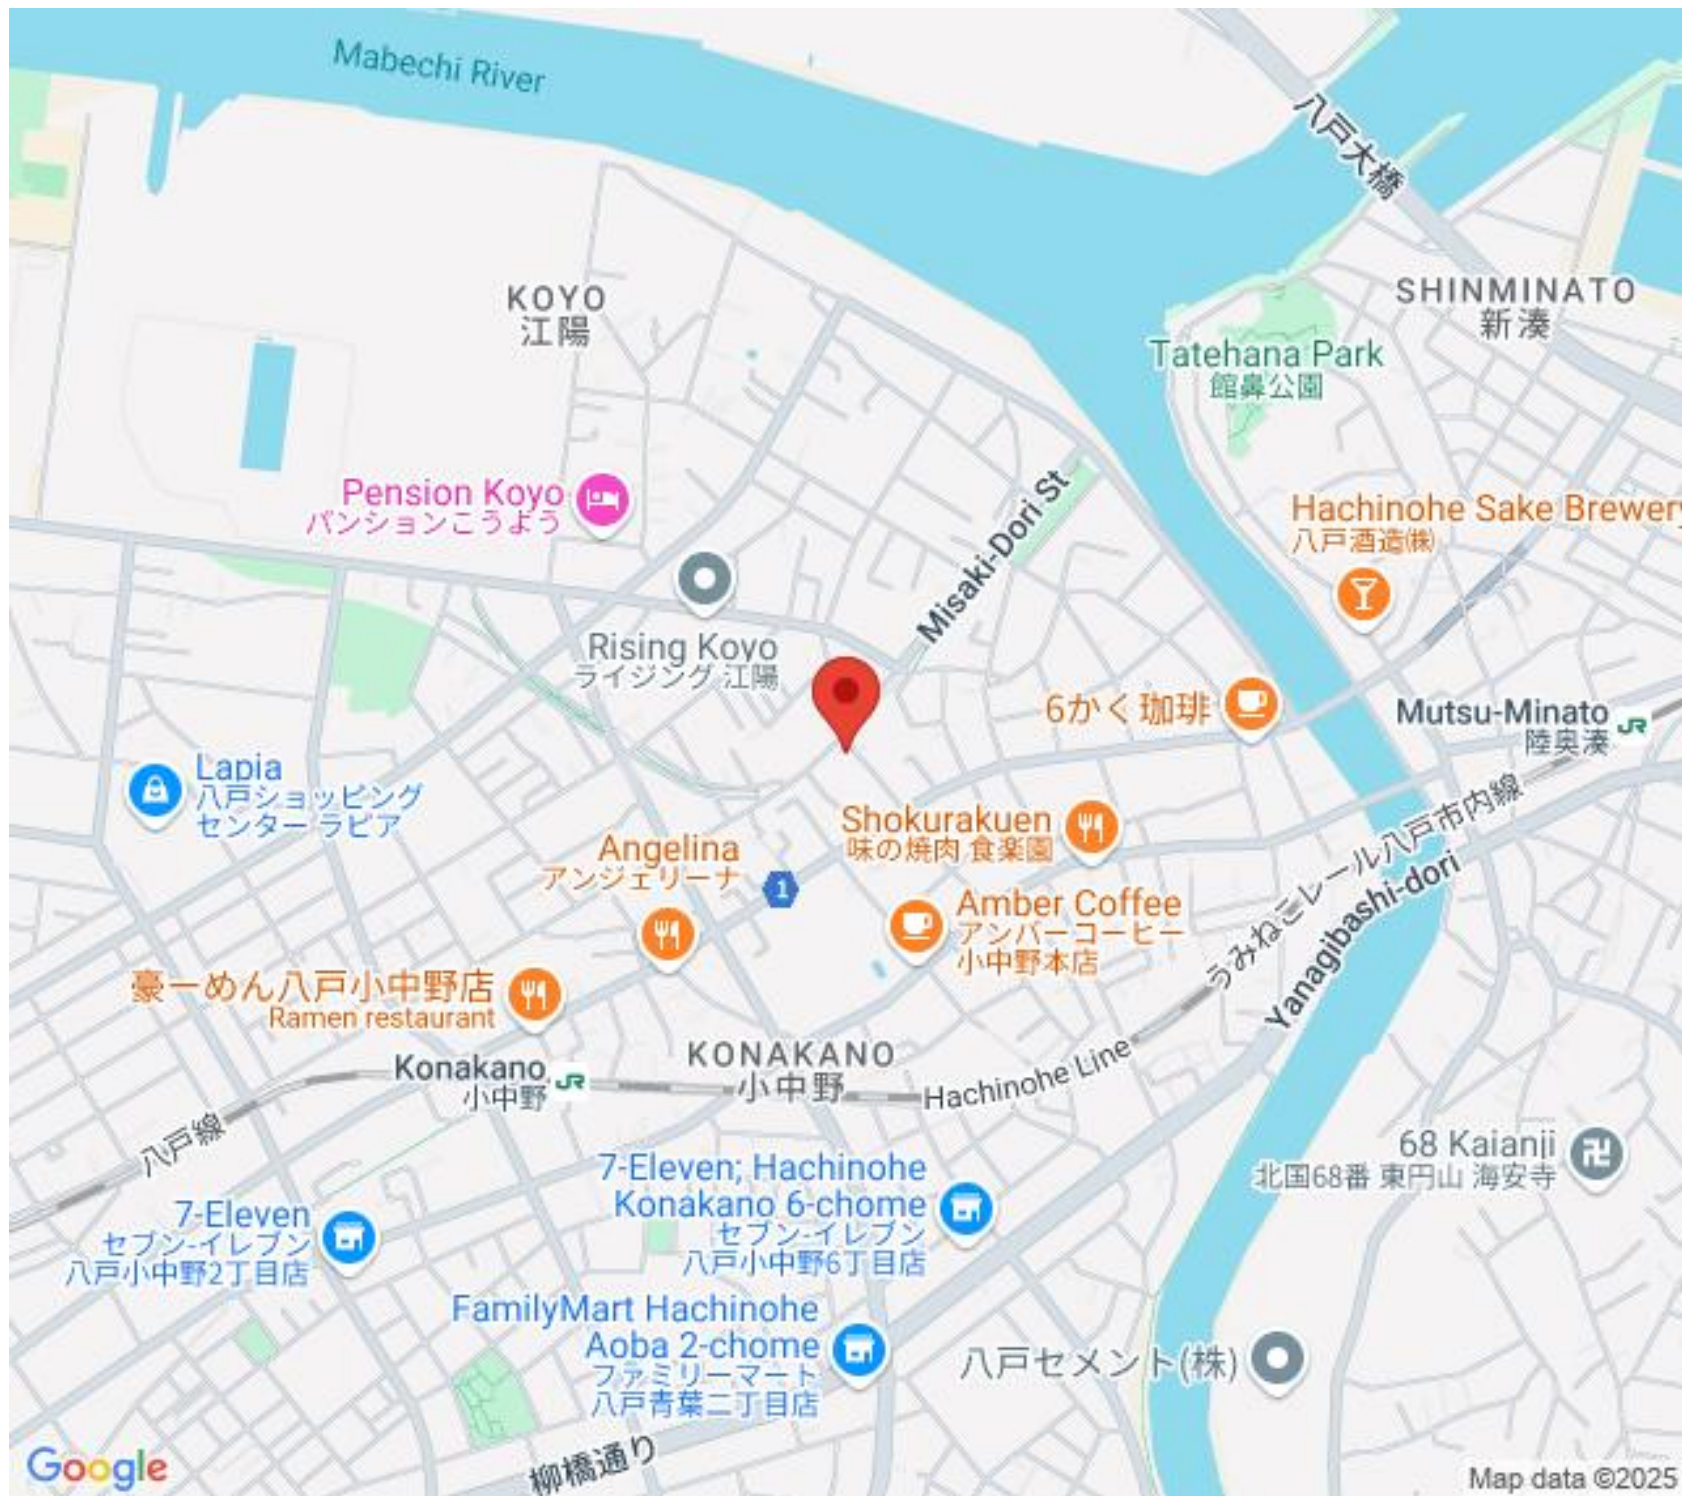 Mabechi River
八戸大橋
KOYO
江陽
SHINMINATO
新湊
Tatehana Park
館鼻公園
Pension Koyo
パンションこうよう
Misaki-Dori St
Hachinohe Sake Brewery
八戸酒造㈱
Rising Koyo
ライジング 江陽
6かく珈琲
Mutsu-Minato
陸奥湊
JR
Lapia
八戸ショッピング
センター ラピア
Shokurakuen
味の焼肉 食楽園
Angelina
アンジェリーナ
1
うみねこレール八戸市内線
Yanagibashi-dori
Amber Coffee
アンバーコーヒー
小中野本店
豪ーめん八戸小中野店
Ramen restaurant
Konakano
小中野
JR
KONAKANO
小中野
Hachinohe Line
八戸線
68 Kaianji
北国68番 東円山 海安寺
7-Eleven; Hachinohe
Konakano 6-chome
セブン-イレブン
八戸小中野6丁目店
7-Eleven
セブン-イレブン
八戸小中野2丁目店
FamilyMart Hachinohe
Aoba 2-chome
ファミリーマート
八戸青葉二丁目店
八戸セメント(株)
柳橋通り
Google
Map data ©2025